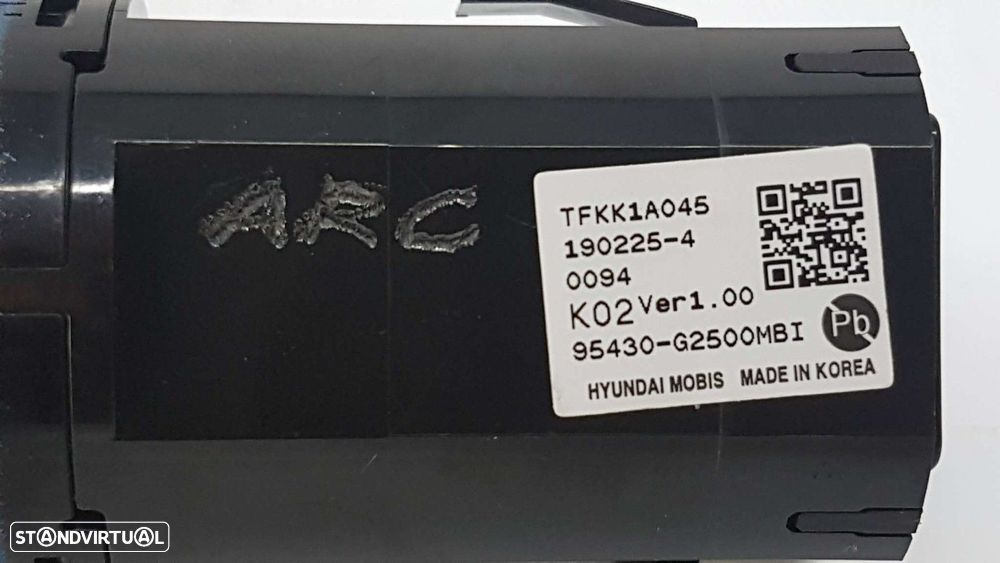 ARC
TFKK1A045
190225-4
0094
K02 Ver1.00
95430-G2500MBI
Pb
HYUNDAI MOBIS MADE IN KOREA
STANDVIRTUAL